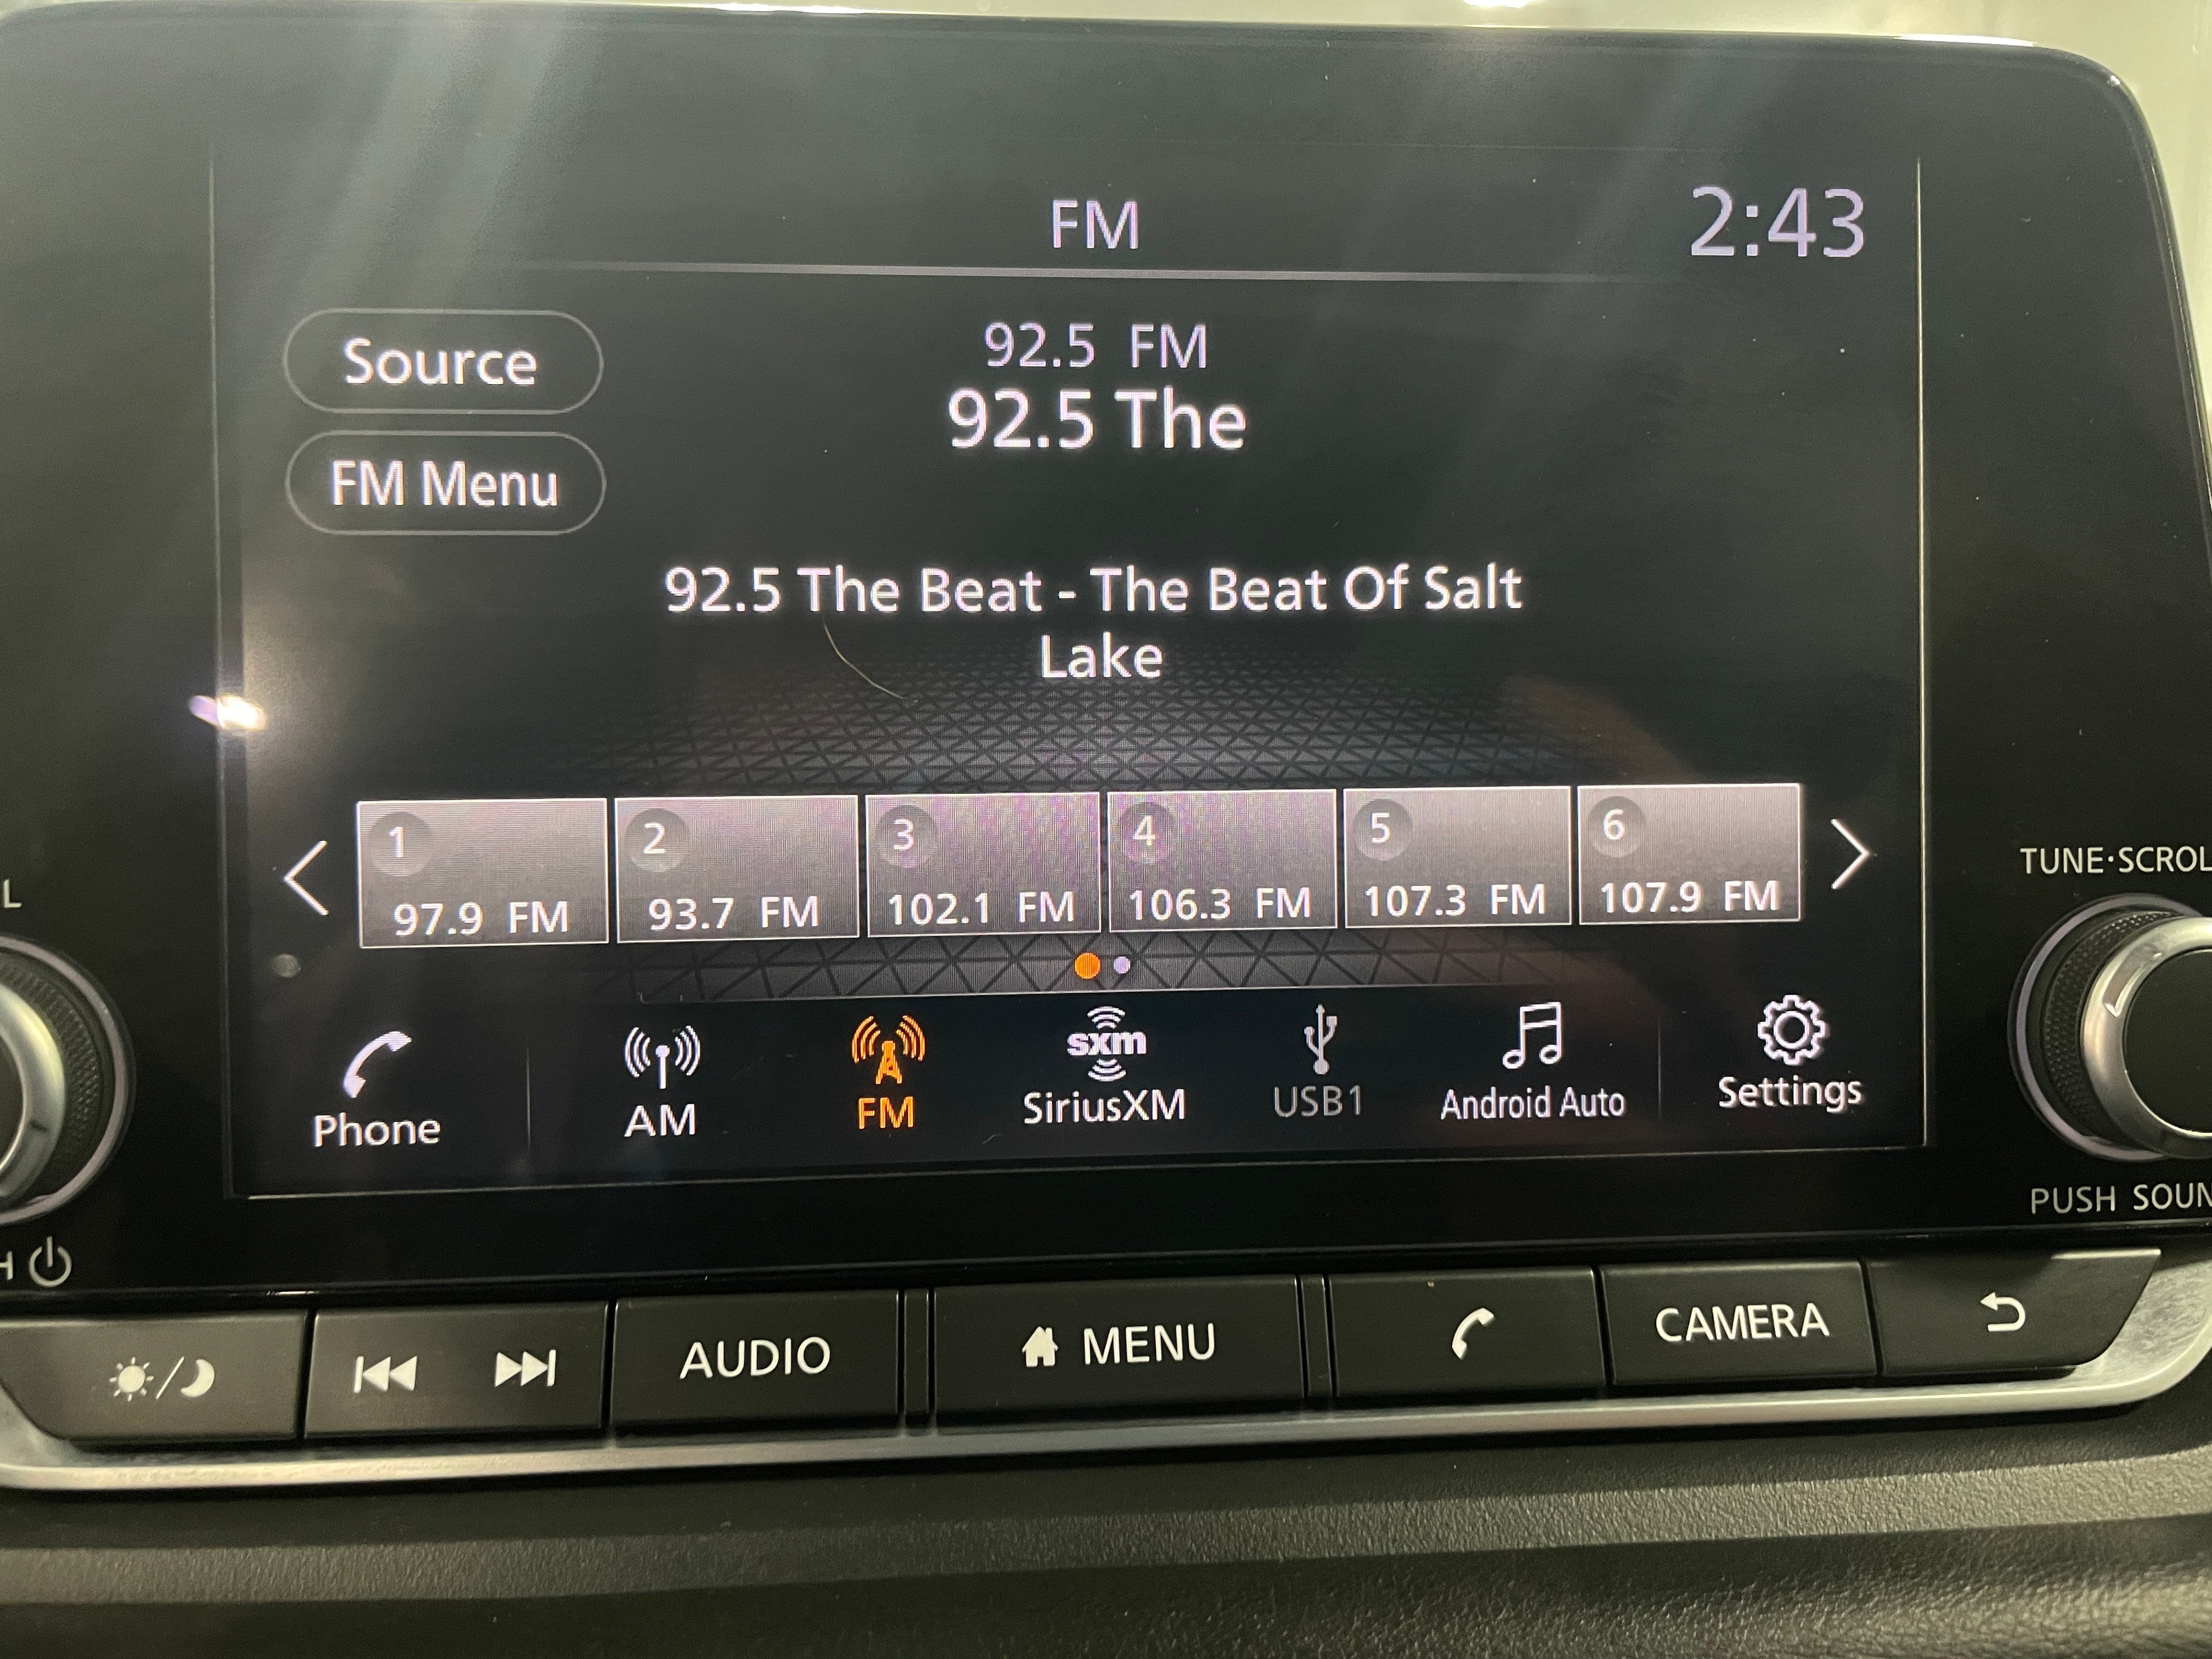 FM
2:43
Source
92.5 FM
92.5 The
FM Menu
92.5 The Beat - The Beat Of Salt
Lake
1
2
3
4
5
6
97.9 FM
93.7 FM
102.1 FM
106.3 FM
107.3 FM
107.9 FM
TUNE·SCROL
L
Phone
AM
FM
sxm
SiriusXM
USB1
Android Auto
Settings
PUSH SOUN
H
AUDIO
MENU
CAMERA